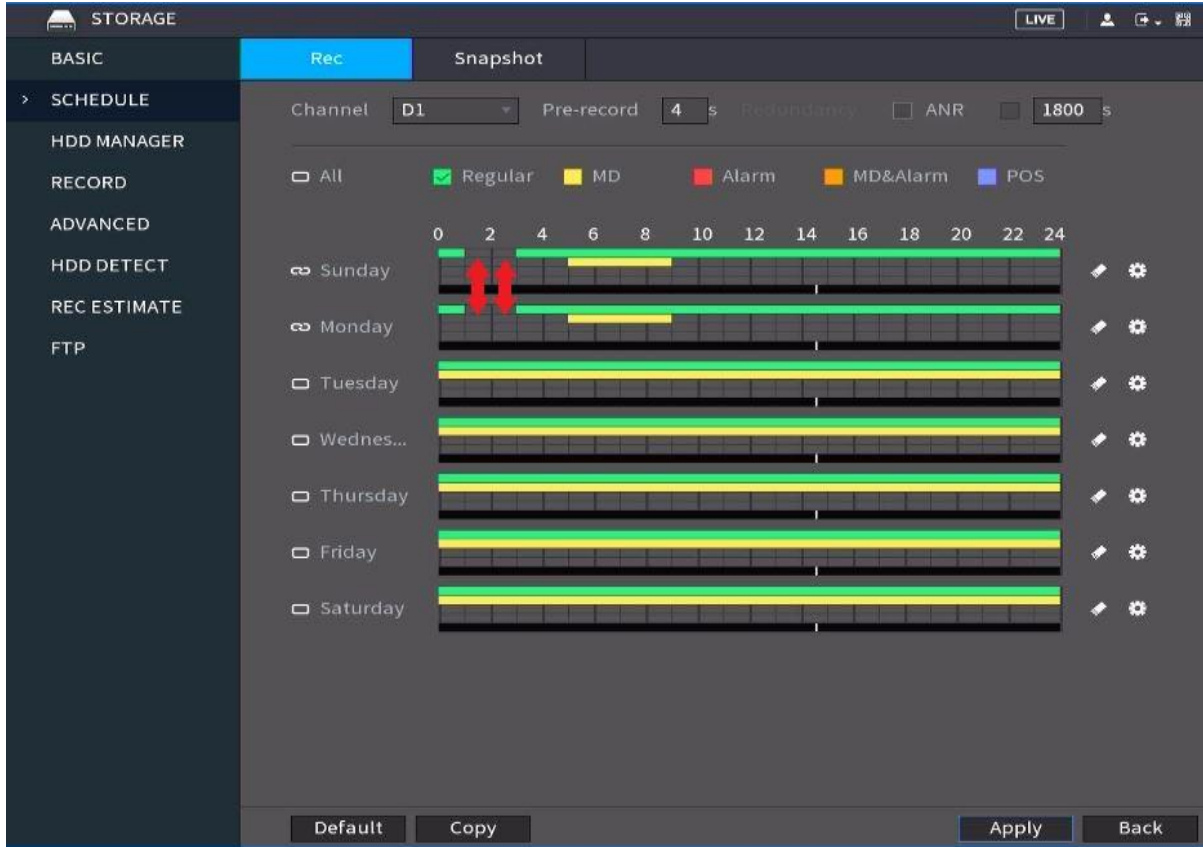 STORAGE LIVE
BASIC
SCHEDULE
HDD MANAGER
RECORD
ADVANCED
HDD DETECT
REC ESTIMATE
FTP
Rec Snapshot
Channel D1 Pre-record 4 s Redundancy ANR 1800 s
All Regular MD Alarm MD&Alarm POS
0 2 4 6 8 10 12 14 16 18 20 22 24
Sunday
Monday
Tuesday
Wednes...
Thursday
Friday
Saturday
Default Copy Apply Back